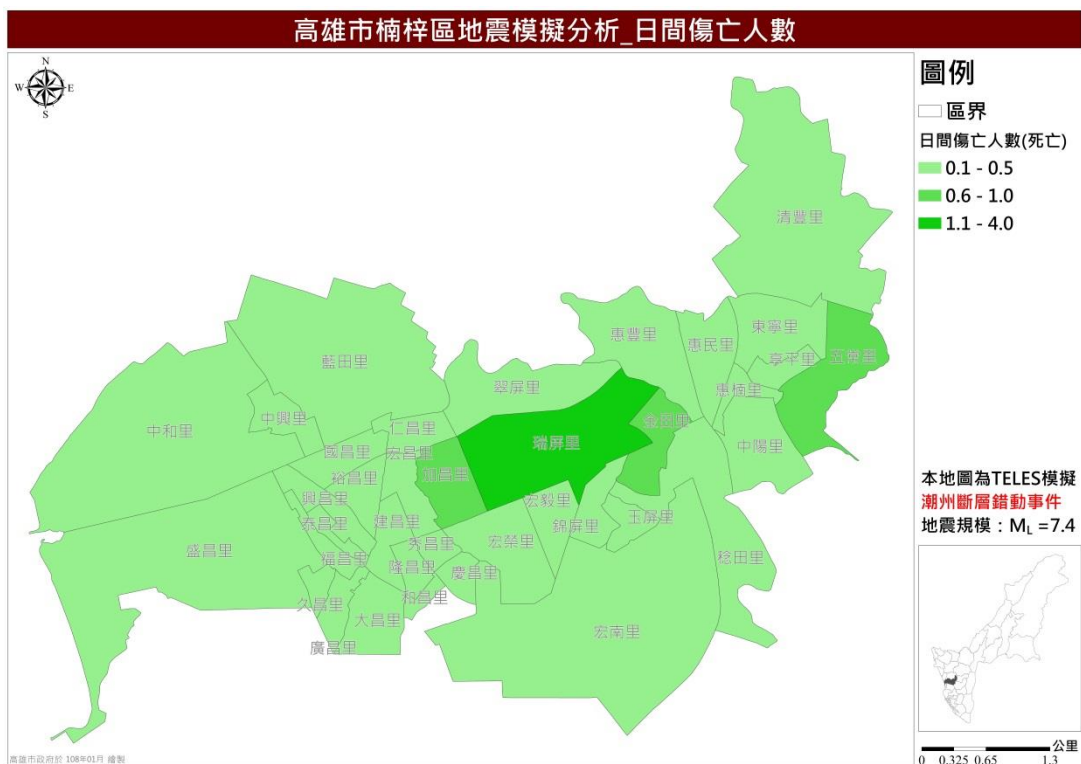 高雄市楠梓區地震模擬分析_日間傷亡人數
N
W
E
S
圖例
區界
日間傷亡人數(死亡)
0.1 - 0.5
0.6 - 1.0
1.1 - 4.0
清豐里
東寧里
惠豐里
惠民里
享平里
五常里
藍田里
翠屏里
惠楠里
中興里
仁昌里
金田里
中和里
瑞屏里
中陽里
國昌里
宏昌里
加昌里
裕昌里
興昌里
宏毅里
泰昌里
建昌里
錦屏里
玉屏里
盛昌里
秀昌里
宏榮里
福昌里
隆昌里
慶昌里
稔田里
久昌里
和昌里
大昌里
宏南里
廣昌里
本地圖為TELES模擬
潮州斷層錯動事件
地震規模：ML =7.4
公里
0 0.325 0.65 1.3
高雄市政府於 108年01月 繪製